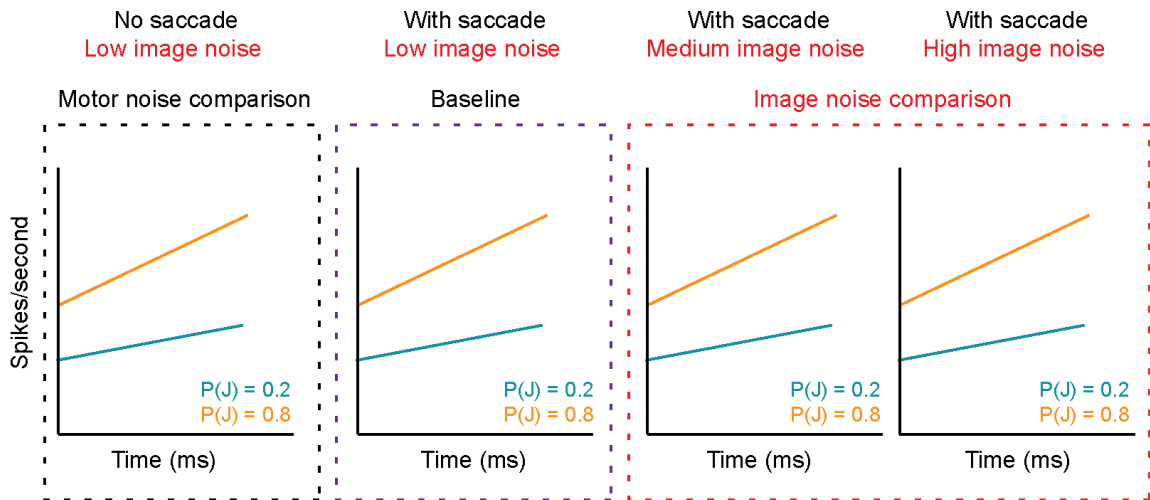 No saccade
Low image noise
With saccade
Low image noise
With saccade
Medium image noise
With saccade
High image noise
Motor noise comparison
Baseline
Image noise comparison
Spikes/second
P(J) = 0.2
P(J) = 0.8
Time (ms)
P(J) = 0.2
P(J) = 0.8
Time (ms)
P(J) = 0.2
P(J) = 0.8
Time (ms)
P(J) = 0.2
P(J) = 0.8
Time (ms)